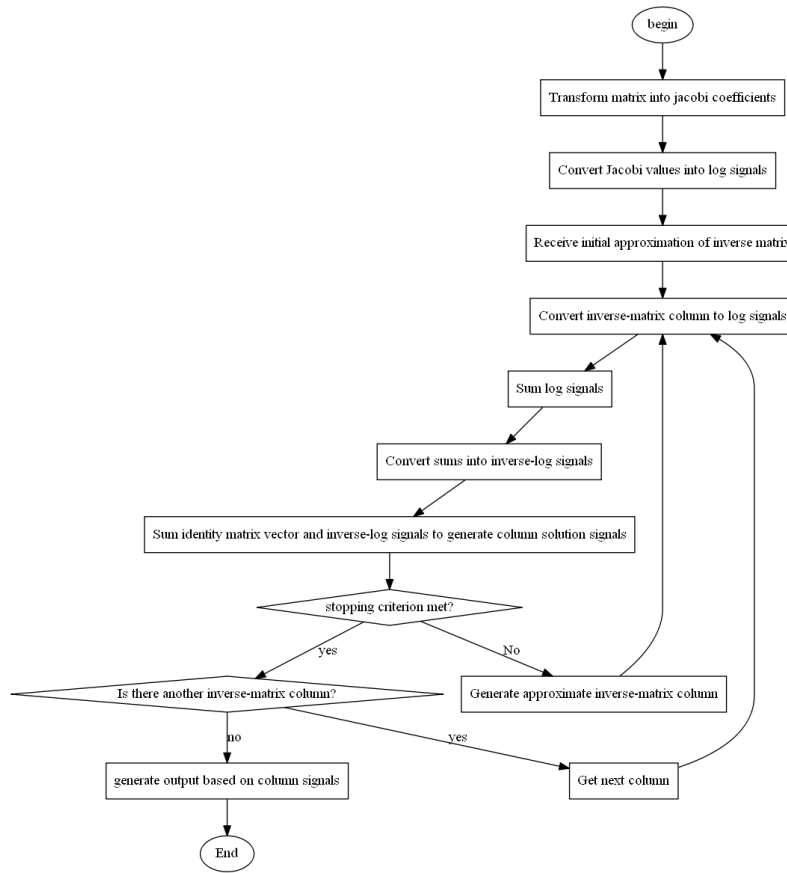 begin
Transform matrix into jacobi coefficients
Convert Jacobi values into log signals
Receive initial approximation of inverse matrix
Convert inverse-matrix column to log signals
Sum log signals
Convert sums into inverse-log signals
Sum identity matrix vector and inverse-log signals to generate column solution signals
stopping criterion met?
yes
No
Is there another inverse-matrix column?
Generate approximate inverse-matrix column
no
yes
generate output based on column signals
Get next column
End